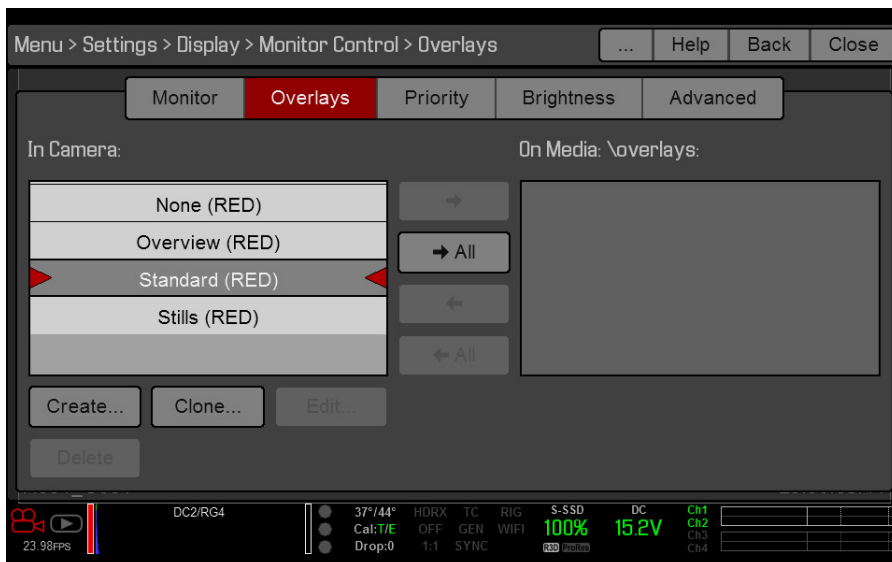 Menu > Settings > Display > Monitor Control > Overlays ... Help Back Close
Monitor Overlays Priority Brightness Advanced
In Camera: On Media: \overlays:
None (RED)
Overview (RED)
→ All
Standard (RED)
Stills (RED)
← All
Create... Clone... Edit...
Delete
DC2/RG4 37°/44° HDRX TC RIG S-SSD DC Ch1
Cal:T/E OFF GEN WIFI 100% 15.2V Ch2
23.98FPS Drop:0 1:1 SYNC R3D ProRes Ch3
Ch4